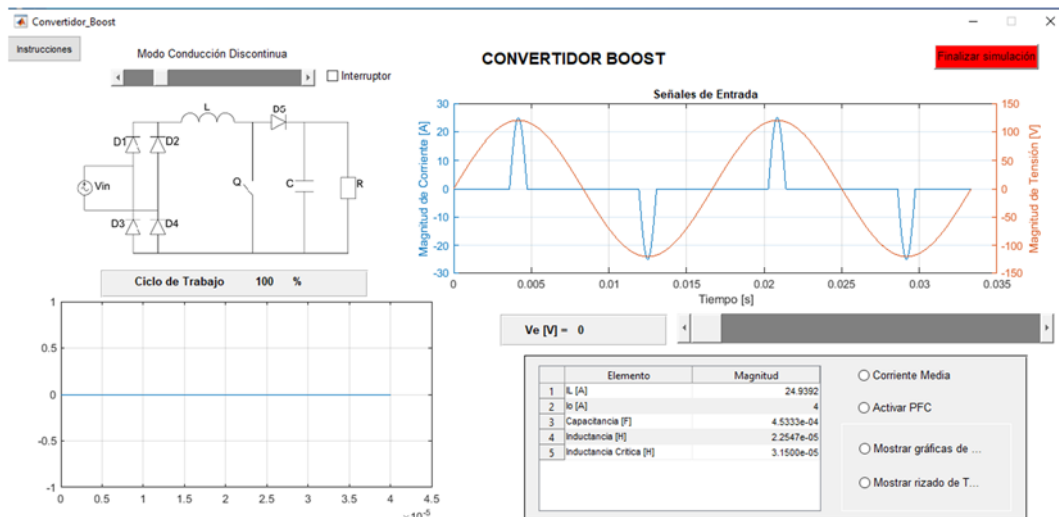 Convertidor_Boost
Instrucciones
Modo Conducción Discontinua
Interruptor
CONVERTIDOR BOOST
Finalizar simulación
L
D5
D1
D2
Vin
Q
C
R
D3
D4
Ciclo de Trabajo 100 %
1
0.5
0
-0.5
-1
0 0.5 1 1.5 2 2.5 3 3.5 4 4.5
×10⁻⁵
Señales de Entrada
Magnitud de Corriente [A]
30
20
10
0
-10
-20
-30
Magnitud de Tensión [V]
150
100
50
0
-50
-100
-150
0 0.005 0.01 0.015 0.02 0.025 0.03 0.035
Tiempo [s]
Ve [V] = 0
Elemento Magnitud
1 IL [A] 24.9392
2 Io [A] 4
3 Capacitancia [F] 4.5333e-04
4 Inductancia [H] 2.2547e-05
5 Inductancia Crítica [H] 3.1500e-05
Corriente Media
Activar PFC
Mostrar gráficas de ...
Mostrar rizado de T...